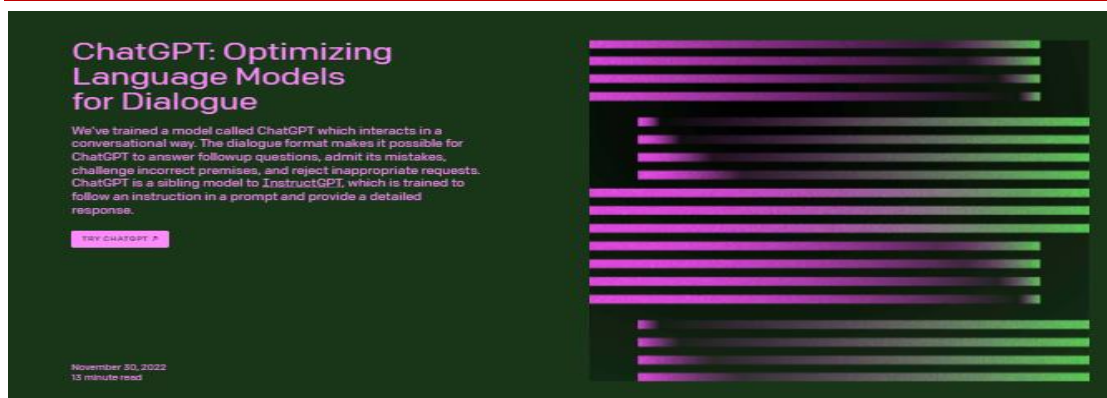 ChatGPT: Optimizing
Language Models
for Dialogue
We've trained a model called ChatGPT which interacts in a
conversational way. The dialogue format makes it possible for
ChatGPT to answer followup questions, admit its mistakes,
challenge incorrect premises, and reject inappropriate requests.
ChatGPT is a sibling model to InstructGPT, which is trained to
follow an instruction in a prompt and provide a detailed
response.
TRY CHATGPT ↗
November 30, 2022
13 minute read